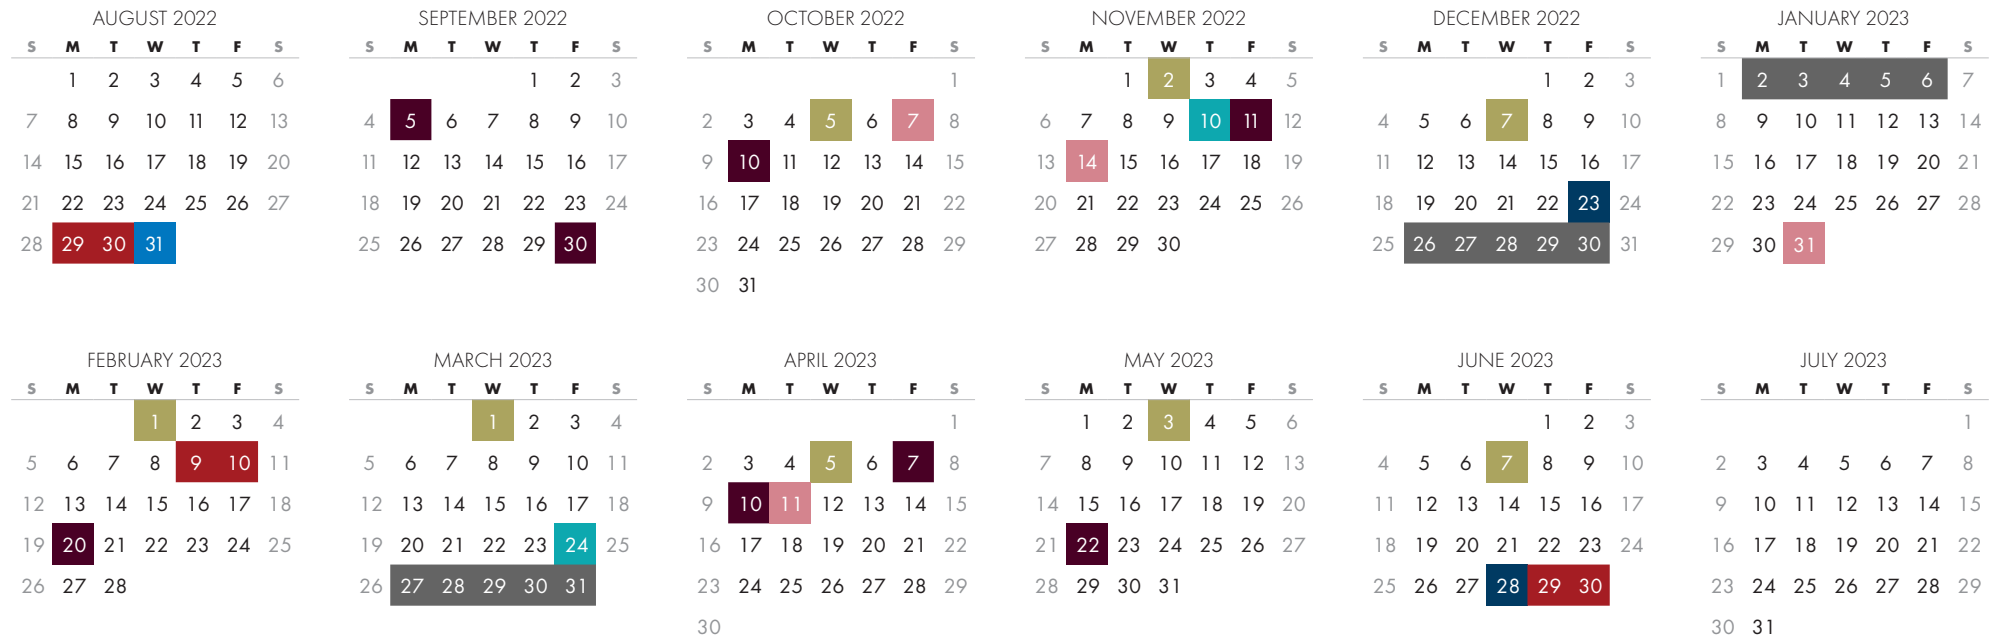 AUGUST 2022
S M T W T F S
1 2 3 4 5 6
7 8 9 10 11 12 13
14 15 16 17 18 19 20
21 22 23 24 25 26 27
28 29 30 31
SEPTEMBER 2022
S M T W T F S
1 2 3
4 5 6 7 8 9 10
11 12 13 14 15 16 17
18 19 20 21 22 23 24
25 26 27 28 29 30
OCTOBER 2022
S M T W T F S
1
2 3 4 5 6 7 8
9 10 11 12 13 14 15
16 17 18 19 20 21 22
23 24 25 26 27 28 29
30 31
NOVEMBER 2022
S M T W T F S
1 2 3 4 5
6 7 8 9 10 11 12
13 14 15 16 17 18 19
20 21 22 23 24 25 26
27 28 29 30
DECEMBER 2022
S M T W T F S
1 2 3
4 5 6 7 8 9 10
11 12 13 14 15 16 17
18 19 20 21 22 23 24
25 26 27 28 29 30 31
JANUARY 2023
S M T W T F S
1 2 3 4 5 6 7
8 9 10 11 12 13 14
15 16 17 18 19 20 21
22 23 24 25 26 27 28
29 30 31
FEBRUARY 2023
S M T W T F S
1 2 3 4
5 6 7 8 9 10 11
12 13 14 15 16 17 18
19 20 21 22 23 24 25
26 27 28
MARCH 2023
S M T W T F S
1 2 3 4
5 6 7 8 9 10 11
12 13 14 15 16 17 18
19 20 21 22 23 24 25
26 27 28 29 30 31
APRIL 2023
S M T W T F S
1
2 3 4 5 6 7 8
9 10 11 12 13 14 15
16 17 18 19 20 21 22
23 24 25 26 27 28 29
30
MAY 2023
S M T W T F S
1 2 3 4 5 6
7 8 9 10 11 12 13
14 15 16 17 18 19 20
21 22 23 24 25 26 27
28 29 30 31
JUNE 2023
S M T W T F S
1 2 3
4 5 6 7 8 9 10
11 12 13 14 15 16 17
18 19 20 21 22 23 24
25 26 27 28 29 30
JULY 2023
S M T W T F S
1
2 3 4 5 6 7 8
9 10 11 12 13 14 15
16 17 18 19 20 21 22
23 24 25 26 27 28 29
30 31